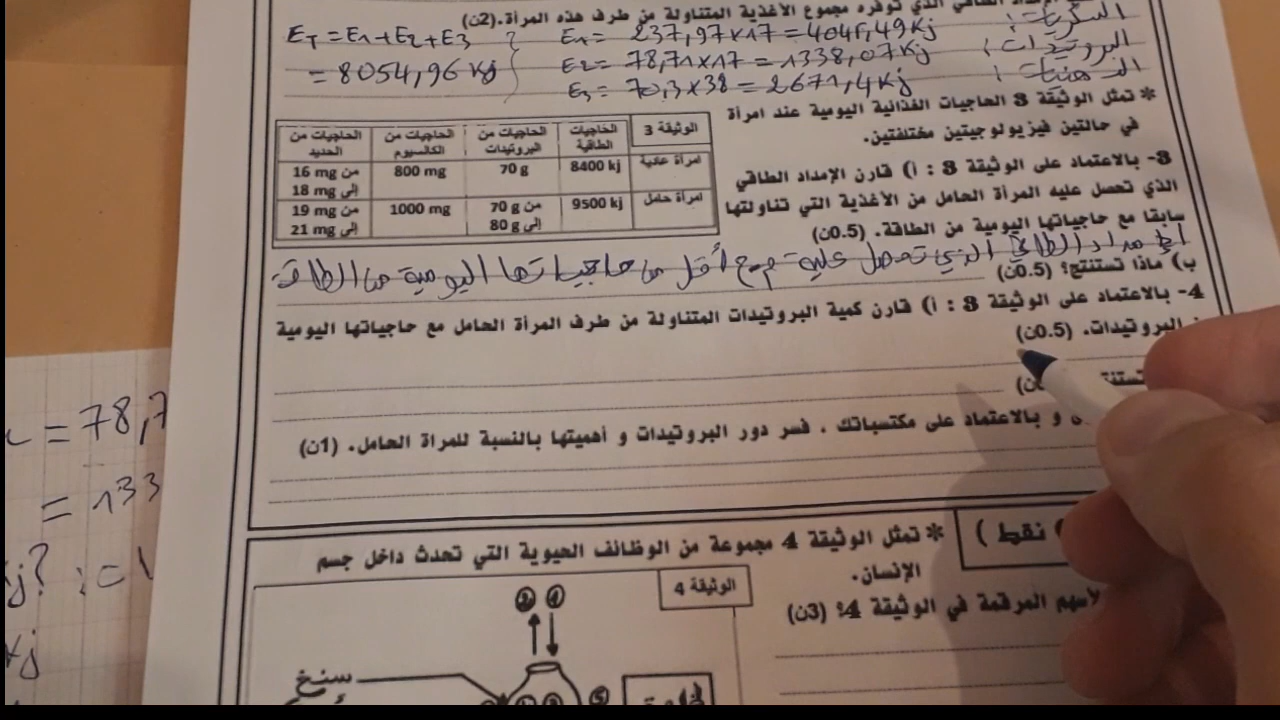 الطاقي الذي توفره مجموع الأغذية المتناولة من طرف هذه المرأة.(2ن)
السكريات: E1= 237,97x17=4045,49Kj
البروتيدات: E2= 78,71x17=1338,07Kj
الدهنيات: E3= 70,3x38=2671,4Kj
ET=E1+E2+E3
=8054,96 Kj
* تمثل الوثيقة 3 الحاجيات الغذائية اليومية عند امرأة
في حالتين فيزيولوجيتين مختلفتين.
الوثيقة 3
الحاجيات الطاقية
الحاجيات من البروتيدات
الحاجيات من الكالسيوم
الحاجيات من الحديد
امرأة عادية
8400 kj
70 g
800 mg
من 16 mg
إلى 18 mg
امرأة حامل
9500 kj
من 70 g
إلى 80 g
1000 mg
من 19 mg
إلى 21 mg
3- بالاعتماد على الوثيقة 3 : أ) قارن الإمداد الطاقي
الذي تحصل عليه المرأة الحامل من الأغذية التي تناولتها
سابقا مع حاجياتها اليومية من الطاقة. (0.5ن)
الإمداد الطاقي الذي تحصل عليه م ح أقل من حاجياتها اليومية من الطاقة.
ب) ماذا تستنتج؟ (0.5ن)
4- بالاعتماد على الوثيقة 3 : أ) قارن كمية البروتيدات المتناولة من طرف المرأة الحامل مع حاجياتها اليومية
البروتيدات. (0.5ن)
و بالاعتماد على مكتسباتك ، فسر دور البروتيدات و أهميتها بالنسبة للمرأة الحامل. (1ن)
نقط )
* تمثل الوثيقة 4 مجموعة من الوظائف الحيوية التي تحدث داخل جسم
الإنسان.
الأسهم المرقمة في الوثيقة 4؟ (3ن)
الوثيقة 4
② ①
سنخ
⑤
= 78,7
= 133
j?
Kj